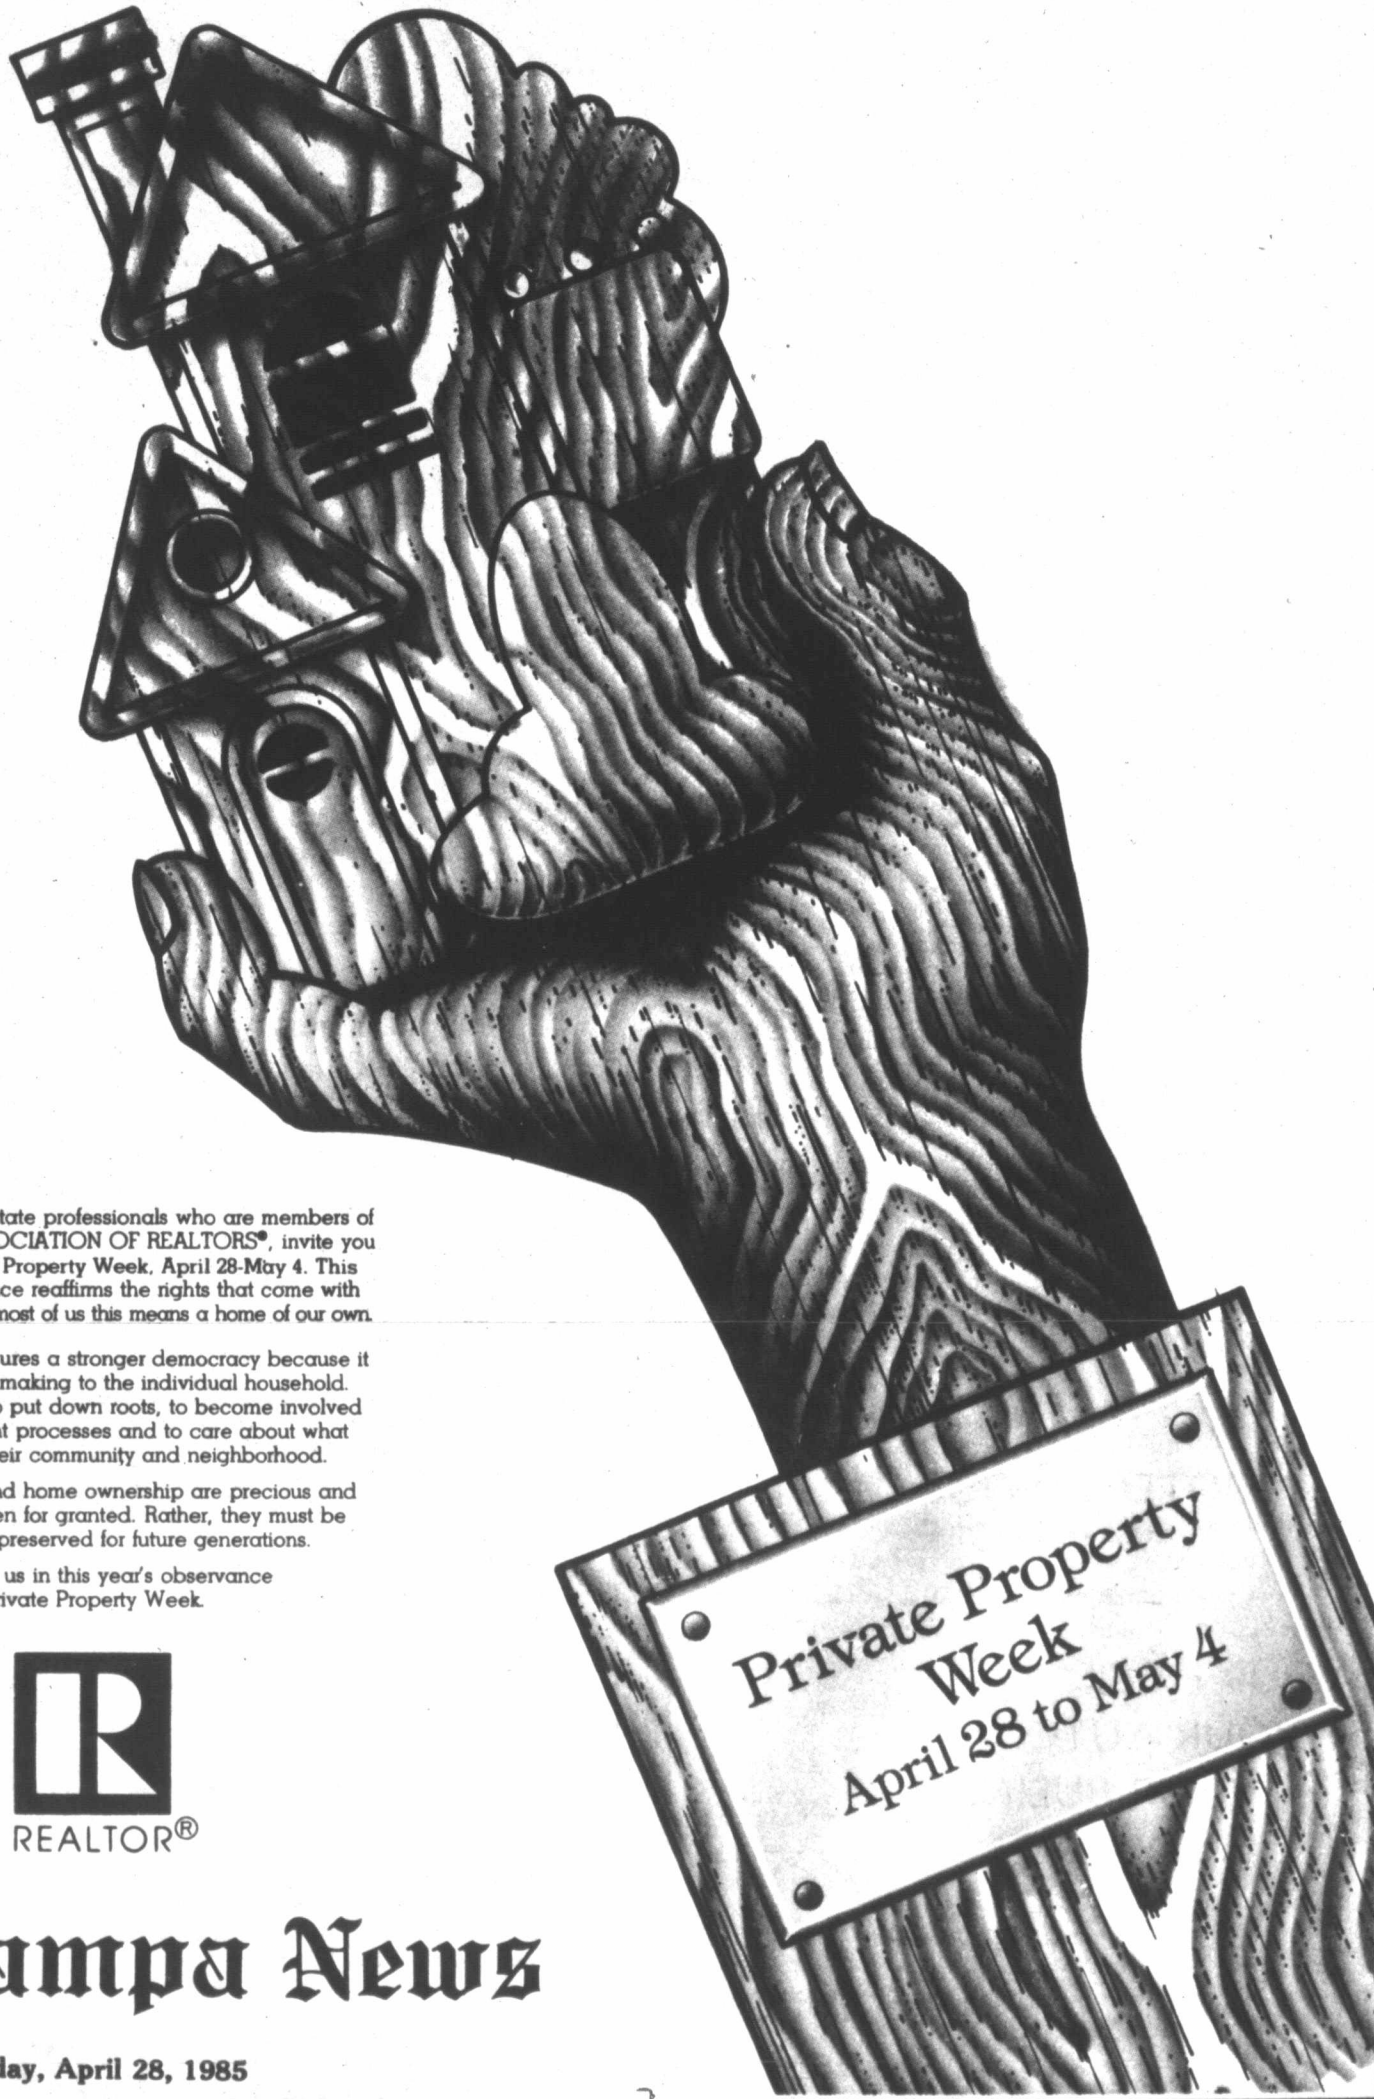 tate professionals who are members of
OCIATION OF REALTORS®, invite you
Property Week, April 28-May 4. This
ce reaffirms the rights that come with
most of us this means a home of our own.
ures a stronger democracy because it
making to the individual household.
o put down roots, to become involved
nt processes and to care about what
eir community and neighborhood.
nd home ownership are precious and
en for granted. Rather, they must be
preserved for future generations.
us in this year's observance
rivate Property Week.
R
REALTOR®
ampa News
day, April 28, 1985
Private Property
Week
April 28 to May 4